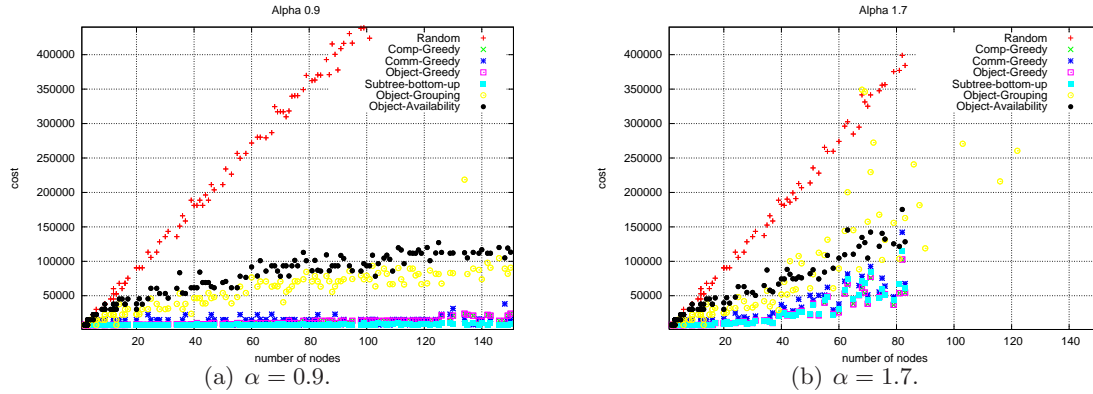 Alpha 0.9
400000
350000
300000
250000
200000
150000
100000
50000
cost
20 40 60 80 100 120 140
number of nodes
Random
Comp-Greedy
Comm-Greedy
Object-Greedy
Subtree-bottom-up
Object-Grouping
Object-Availability
(a) α = 0.9.
Alpha 1.7
400000
350000
300000
250000
200000
150000
100000
50000
cost
20 40 60 80 100 120 140
number of nodes
Random
Comp-Greedy
Comm-Greedy
Object-Greedy
Subtree-bottom-up
Object-Grouping
Object-Availability
(b) α = 1.7.